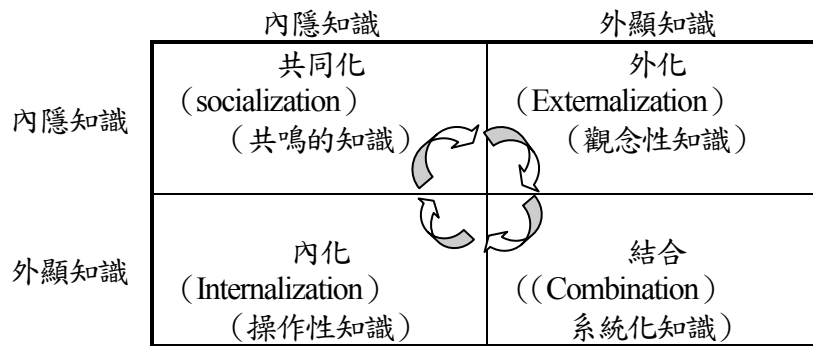 內隱知識 外顯知識
共同化 外化
（socialization） （Externalization）
內隱知識 （共鳴的知識） （觀念性知識）
內化 結合
外顯知識 （Internalization） （（Combination）
（操作性知識） 系統化知識）